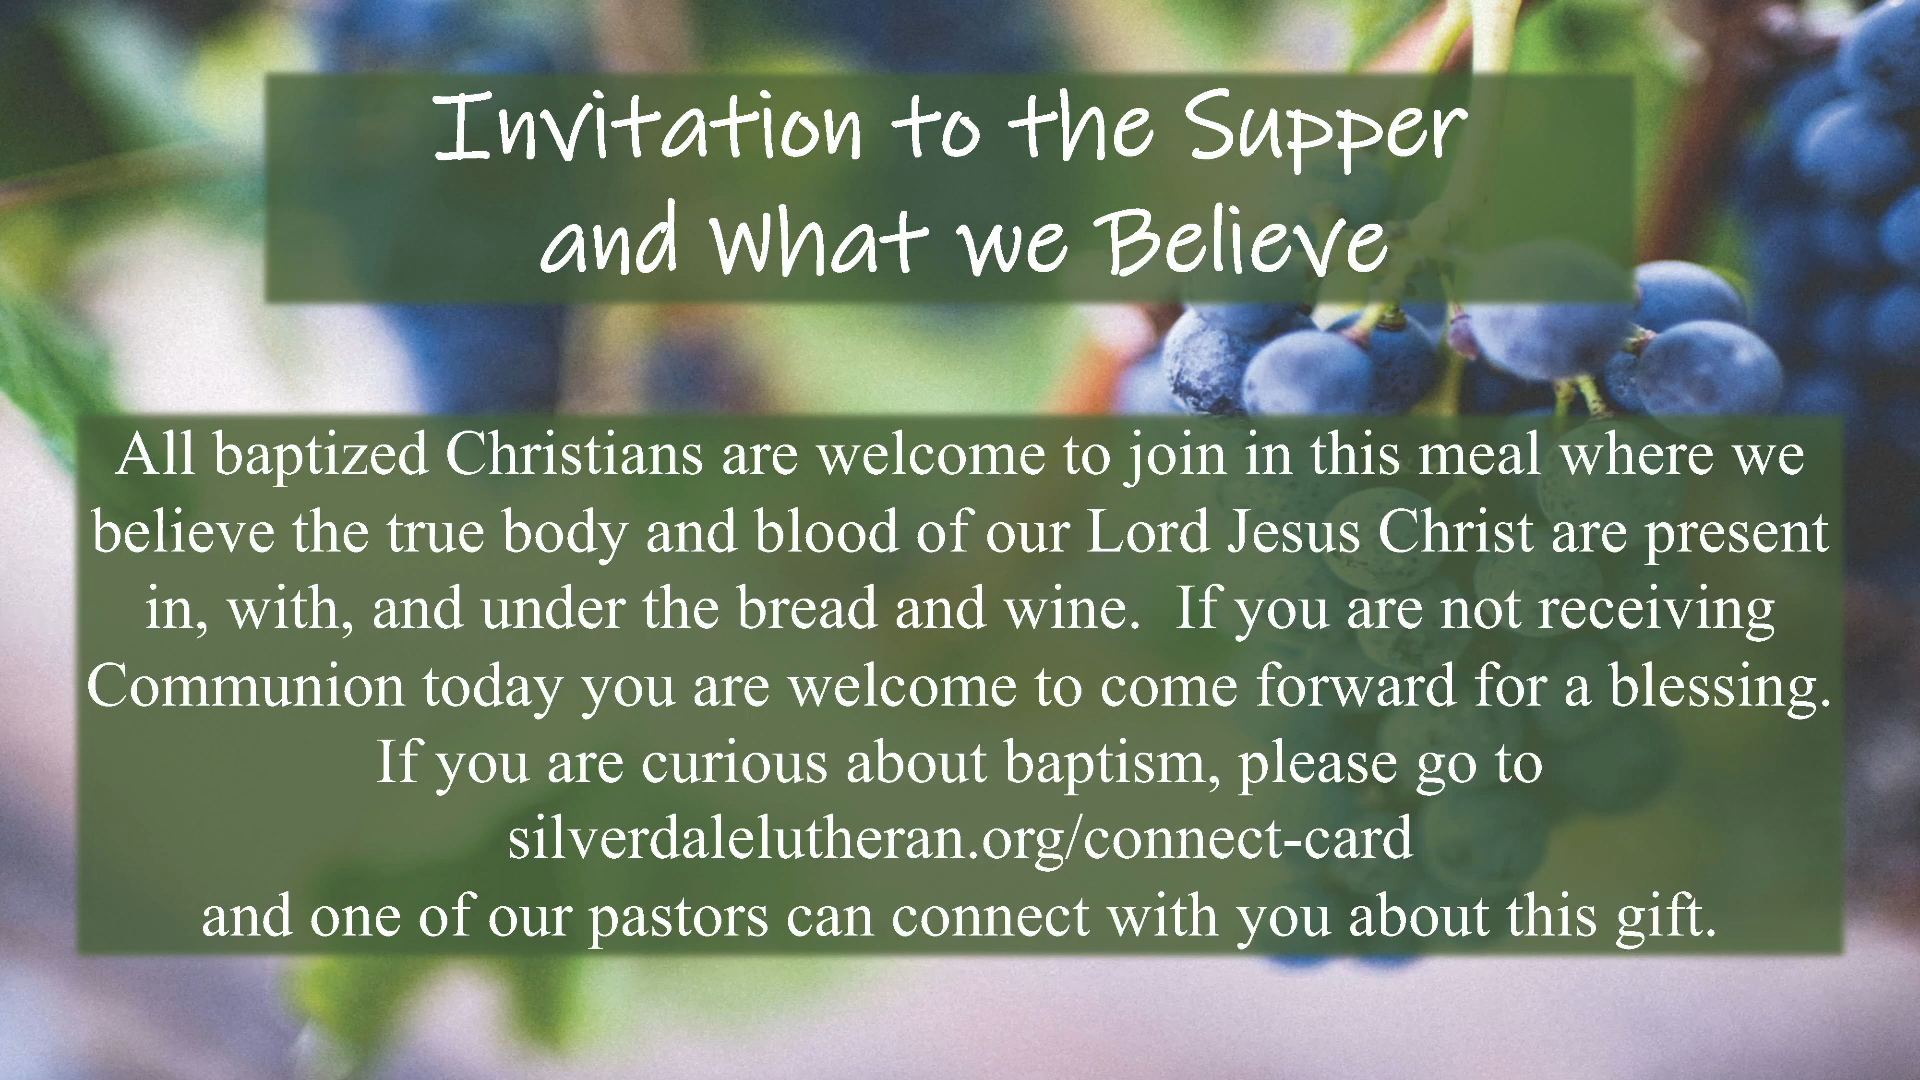 Invitation to the Supper
and What we Believe
All baptized Christians are welcome to join in this meal where we
believe the true body and blood of our Lord Jesus Christ are present
in, with, and under the bread and wine.  If you are not receiving
Communion today you are welcome to come forward for a blessing.
If you are curious about baptism, please go to
silverdalelutheran.org/connect-card
and one of our pastors can connect with you about this gift.